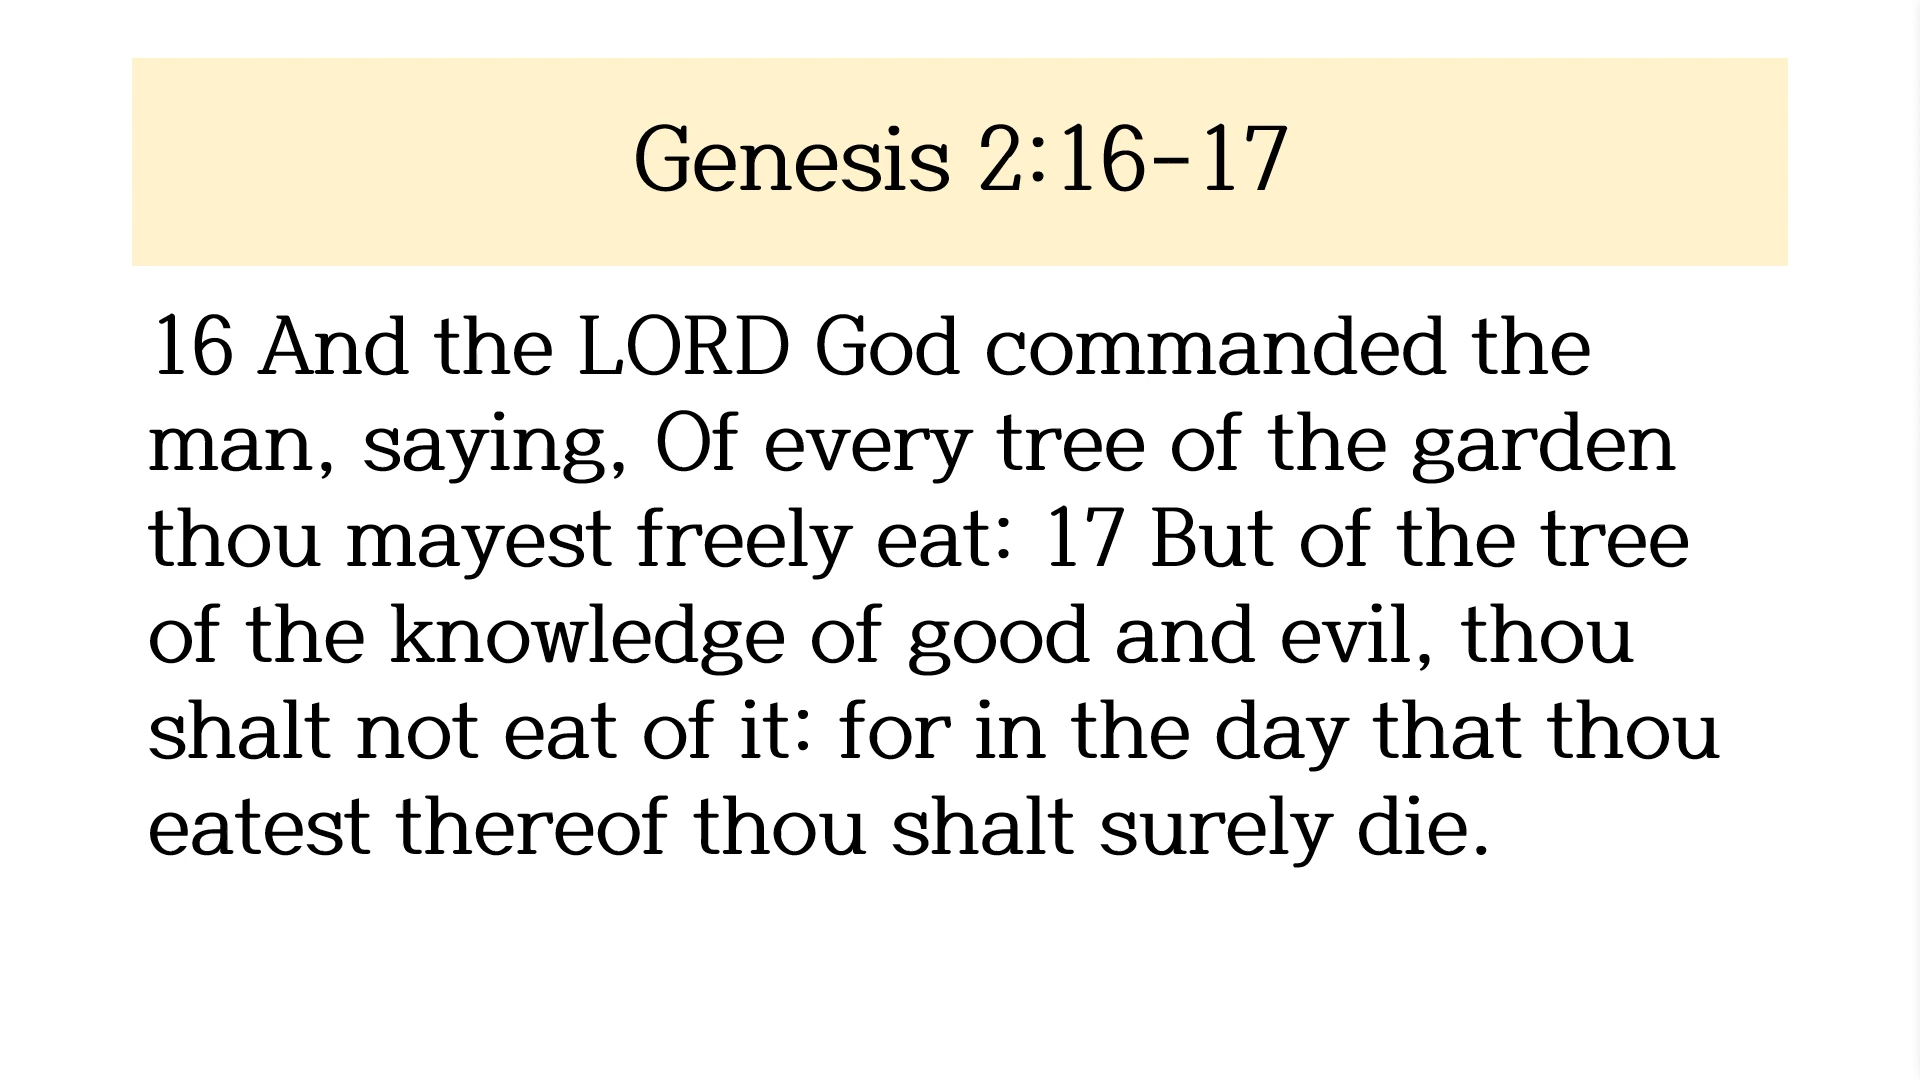 Genesis 2:16-17
16 And the LORD God commanded the
man, saying, Of every tree of the garden
thou mayest freely eat: 17 But of the tree
of the knowledge of good and evil, thou
shalt not eat of it: for in the day that thou
eatest thereof thou shalt surely die.